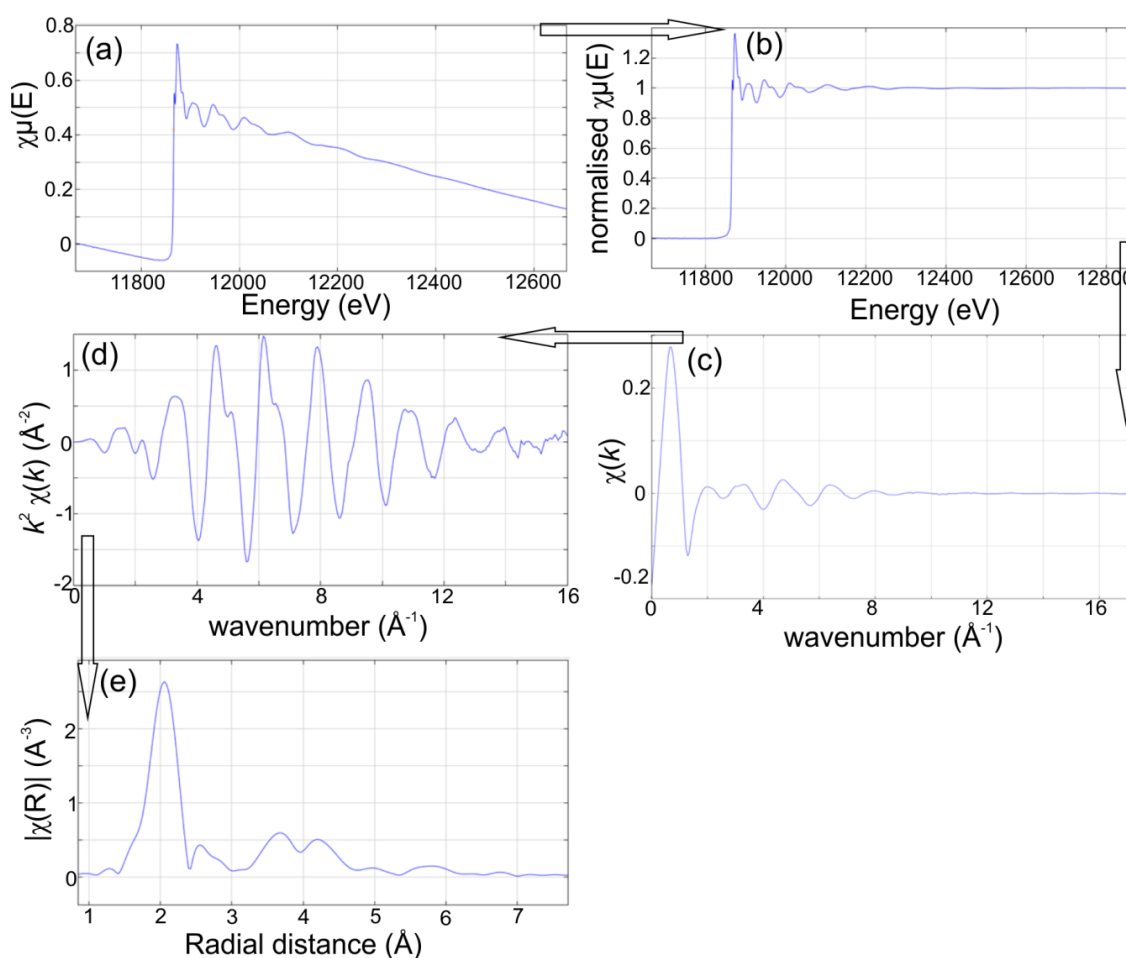 (a)
χμ(E)
0.8
0.6
0.4
0.2
0
11800 12000 12200 12400 12600
Energy (eV)
(b)
normalised χμ(E)
1.2
1
0.8
0.6
0.4
0.2
0
11800 12000 12200 12400 12600 12800
Energy (eV)
(d)
k² χ(k) (Å⁻²)
1
0
-1
-2
0 4 8 12 16
wavenumber (Å⁻¹)
(c)
χ(k)
0.2
0
-0.2
0 4 8 12 16
wavenumber (Å⁻¹)
(e)
|χ(R)| (A⁻³)
2
1
0
1 2 3 4 5 6 7
Radial distance (Å)